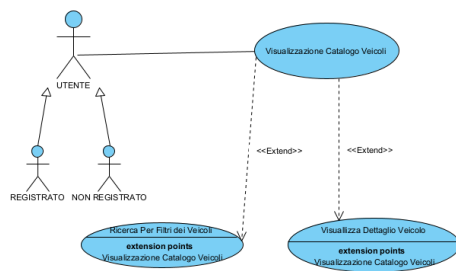 Visualizzazione Catalogo Veicoli
UTENTE
<<Extend>>
<<Extend>>
REGISTRATO
NON REGISTRATO
Ricerca Per Filtri dei Veicoli
extension points
Visualizzazione Catalogo Veicoli
Visuallizza Dettaglio Veicolo
extension points
Visualizzazione Catalogo Veicoli